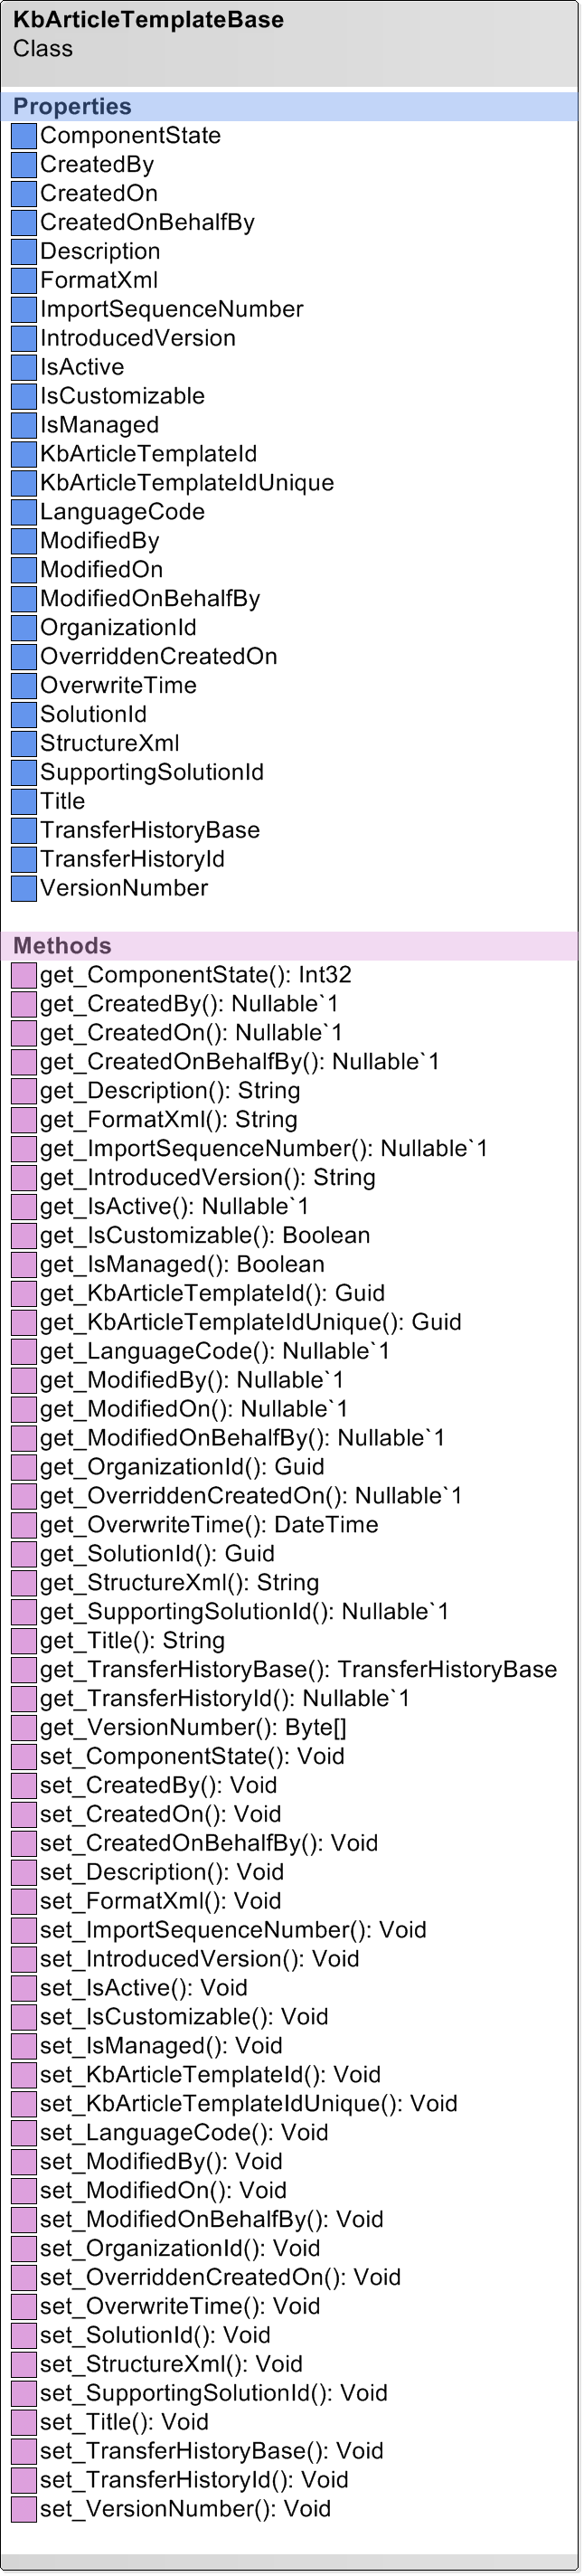 KbArticleTemplateBase
Class
Properties
ComponentState
CreatedBy
CreatedOn
CreatedOnBehalfBy
Description
FormatXml
ImportSequenceNumber
IntroducedVersion
IsActive
IsCustomizable
IsManaged
KbArticleTemplateId
KbArticleTemplateIdUnique
LanguageCode
ModifiedBy
ModifiedOn
ModifiedOnBehalfBy
OrganizationId
OverriddenCreatedOn
OverwriteTime
SolutionId
StructureXml
SupportingSolutionId
Title
TransferHistoryBase
TransferHistoryId
VersionNumber
Methods
get_ComponentState(): Int32
get_CreatedBy(): Nullable`1
get_CreatedOn(): Nullable`1
get_CreatedOnBehalfBy(): Nullable`1
get_Description(): String
get_FormatXml(): String
get_ImportSequenceNumber(): Nullable`1
get_IntroducedVersion(): String
get_IsActive(): Nullable`1
get_IsCustomizable(): Boolean
get_IsManaged(): Boolean
get_KbArticleTemplateId(): Guid
get_KbArticleTemplateIdUnique(): Guid
get_LanguageCode(): Nullable`1
get_ModifiedBy(): Nullable`1
get_ModifiedOn(): Nullable`1
get_ModifiedOnBehalfBy(): Nullable`1
get_OrganizationId(): Guid
get_OverriddenCreatedOn(): Nullable`1
get_OverwriteTime(): DateTime
get_SolutionId(): Guid
get_StructureXml(): String
get_SupportingSolutionId(): Nullable`1
get_Title(): String
get_TransferHistoryBase(): TransferHistoryBase
get_TransferHistoryId(): Nullable`1
get_VersionNumber(): Byte[]
set_ComponentState(): Void
set_CreatedBy(): Void
set_CreatedOn(): Void
set_CreatedOnBehalfBy(): Void
set_Description(): Void
set_FormatXml(): Void
set_ImportSequenceNumber(): Void
set_IntroducedVersion(): Void
set_IsActive(): Void
set_IsCustomizable(): Void
set_IsManaged(): Void
set_KbArticleTemplateId(): Void
set_KbArticleTemplateIdUnique(): Void
set_LanguageCode(): Void
set_ModifiedBy(): Void
set_ModifiedOn(): Void
set_ModifiedOnBehalfBy(): Void
set_OrganizationId(): Void
set_OverriddenCreatedOn(): Void
set_OverwriteTime(): Void
set_SolutionId(): Void
set_StructureXml(): Void
set_SupportingSolutionId(): Void
set_Title(): Void
set_TransferHistoryBase(): Void
set_TransferHistoryId(): Void
set_VersionNumber(): Void